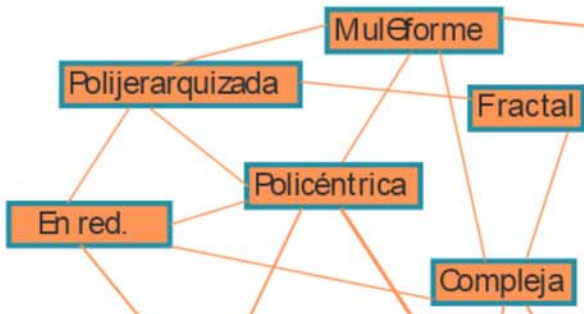 MulƟforme
Polijerarquizada
Fractal
Policéntrica
En red.
Compleja